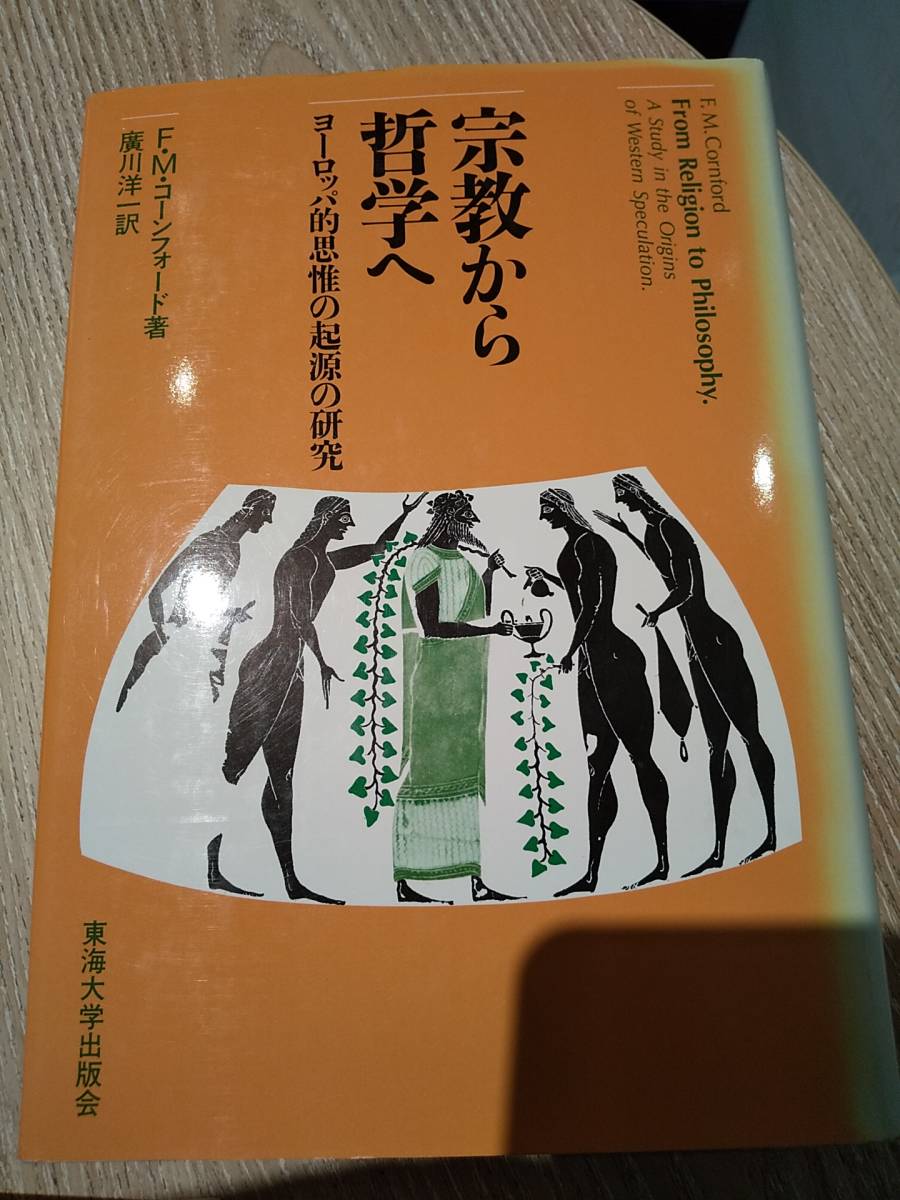 F. M. Cornford
From Religion to Philosophy.
A Study in the Origins
of Western Speculation.
宗教から
哲学へ
ヨーロッパ的思惟の起源の研究
F・M・コーンフォード著
廣川洋一訳
東海大学出版会